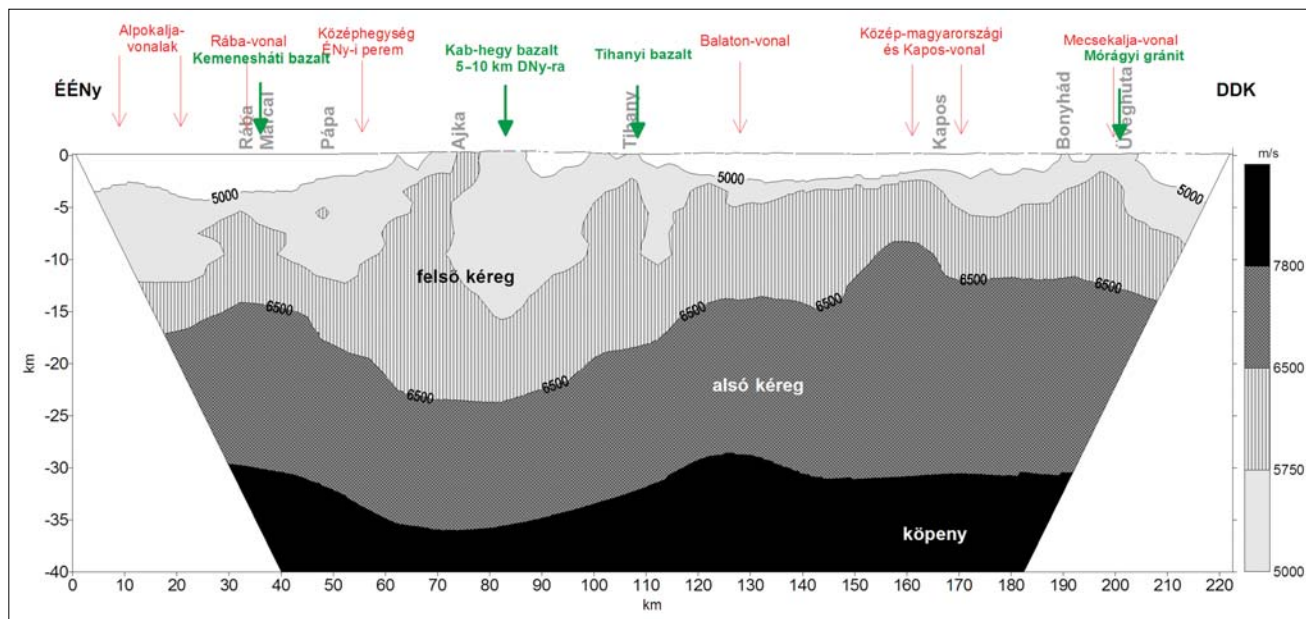 Alpokalja-
vonalak
Rába-vonal
Kemenesháti bazalt
Középhegység
ÉNy-i perem
Kab-hegy bazalt
5-10 km DNy-ra
Tihanyi bazalt
Balaton-vonal
Közép-magyarországi
és Kapos-vonal
Mecsekalja-vonal
Mórágyi gránit
ÉÉNy
DDK
Rába
Marcal
Pápa
Ajka
Tihany
Kapos
Bonyhád
Üveghuta
m/s
0
-5
-10
-15
-20
-25
-30
-35
-40
km
5000
5000
5000
felső kéreg
6500
6500
6500
6500
6500
6500
6500
alsó kéreg
köpeny
7800
6500
5750
5000
0 10 20 30 40 50 60 70 80 90 100 110 120 130 140 150 160 170 180 190 200 210 220
km